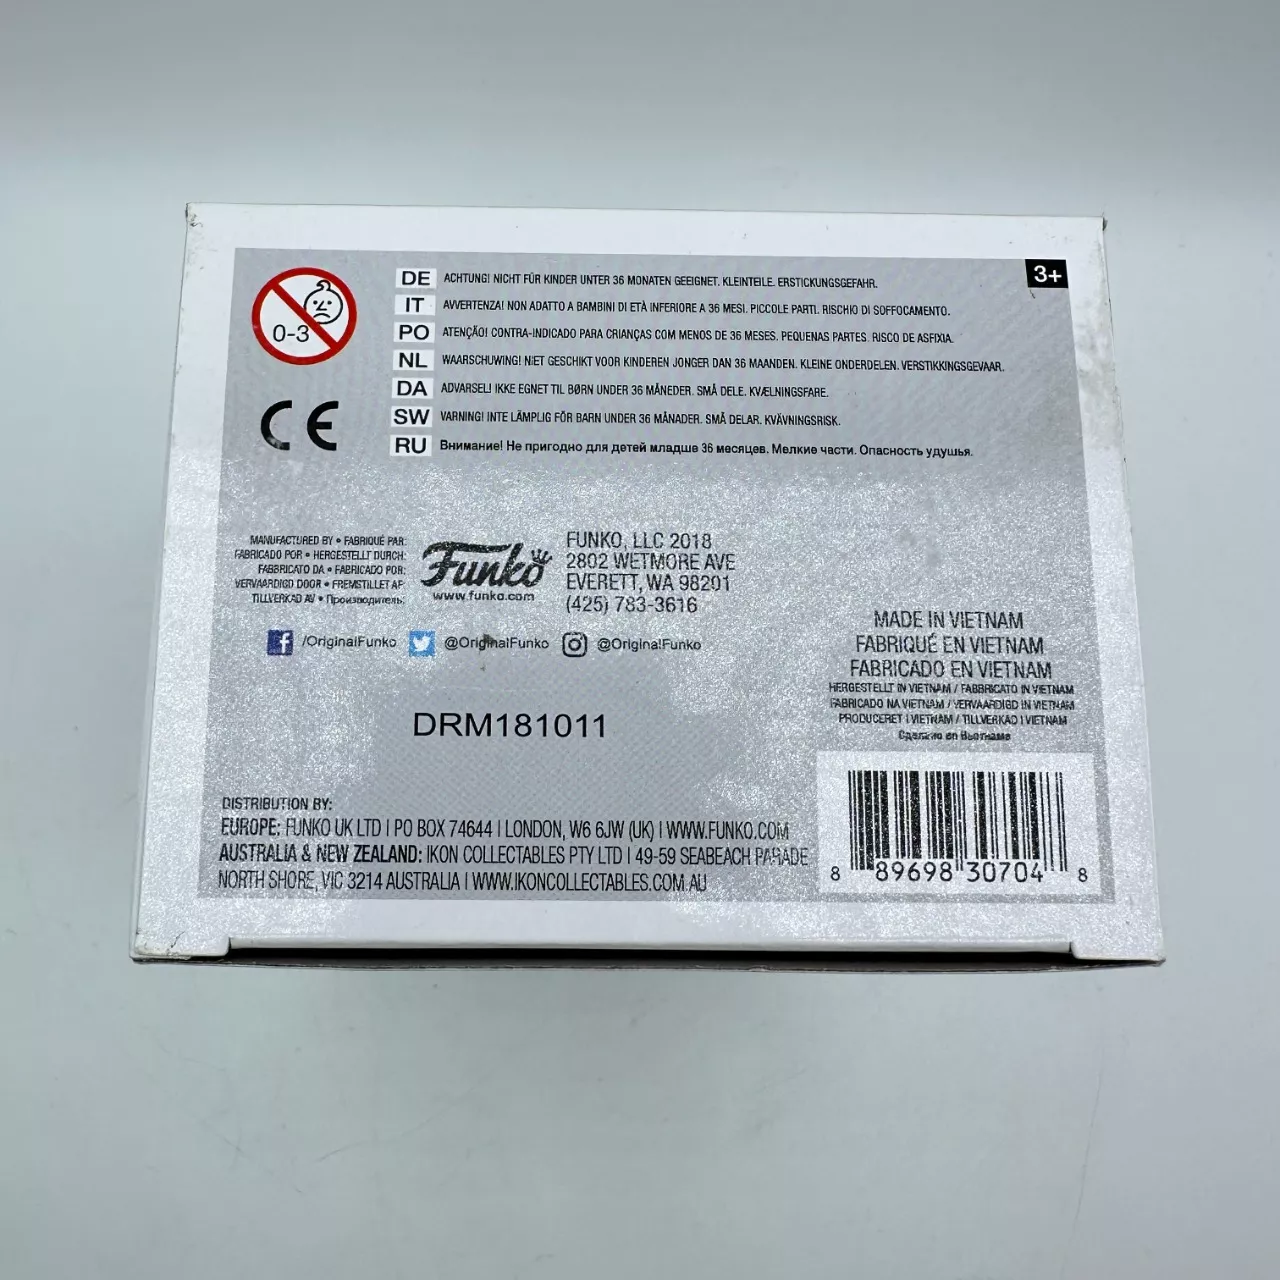 3+
0-3
DE ACHTUNG! NICHT FÜR KINDER UNTER 36 MONATEN GEEIGNET. KLEINTEILE. ERSTICKUNGSGEFAHR.
IT AVVERTENZA! NON ADATTO A BAMBINI DI ETÀ INFERIORE A 36 MESI. PICCOLE PARTI. RISCHIO DI SOFFOCAMENTO.
PO ATENÇÃO! CONTRA-INDICADO PARA CRIANÇAS COM MENOS DE 36 MESES. PEQUENAS PARTES. RISCO DE ASFIXIA.
NL WAARSCHUWING! NIET GESCHIKT VOOR KINDEREN JONGER DAN 36 MAANDEN. KLEINE ONDERDELEN. VERSTIKKINGSGEVAAR.
DA ADVARSEL! IKKE EGNET TIL BØRN UNDER 36 MÅNEDER. SMÅ DELE. KVÆLNINGSFARE.
SW VARNING! INTE LÄMPLIG FÖR BARN UNDER 36 MÅNADER. SMÅ DELAR. KVÄVNINGSRISK.
RU Внимание! Не пригодно для детей младше 36 месяцев. Мелкие части. Опасность удушья.
CE
MANUFACTURED BY • FABRIQUÉ PAR:
FABRICADO POR • HERGESTELLT DURCH:
FABBRICATO DA • FABRICADO POR:
VERVAARDIGD DOOR • FREMSTILLET AF:
TILLVERKAD AV • Производитель:
Funko
www.funko.com
FUNKO, LLC 2018
2802 WETMORE AVE
EVERETT, WA 98201
(425) 783-3616
/OriginalFunko @OriginalFunko @OriginalFunko
MADE IN VIETNAM
FABRIQUÉ EN VIETNAM
FABRICADO EN VIETNAM
HERGESTELLT IN VIETNAM / FABBRICATO IN VIETNAM
FABRICADO NA VIETNAM / VERVAARDIGD IN VIETNAM
PRODUCERET I VIETNAM / TILLVERKAD I VIETNAM
Сделано во Вьетнаме
DRM181011
DISTRIBUTION BY:
EUROPE: FUNKO UK LTD | PO BOX 74644 | LONDON, W6 6JW (UK) | WWW.FUNKO.COM
AUSTRALIA & NEW ZEALAND: IKON COLLECTABLES PTY LTD | 49-59 SEABEACH PARADE
NORTH SHORE, VIC 3214 AUSTRALIA | WWW.IKONCOLLECTABLES.COM.AU
8 89698 30704 8